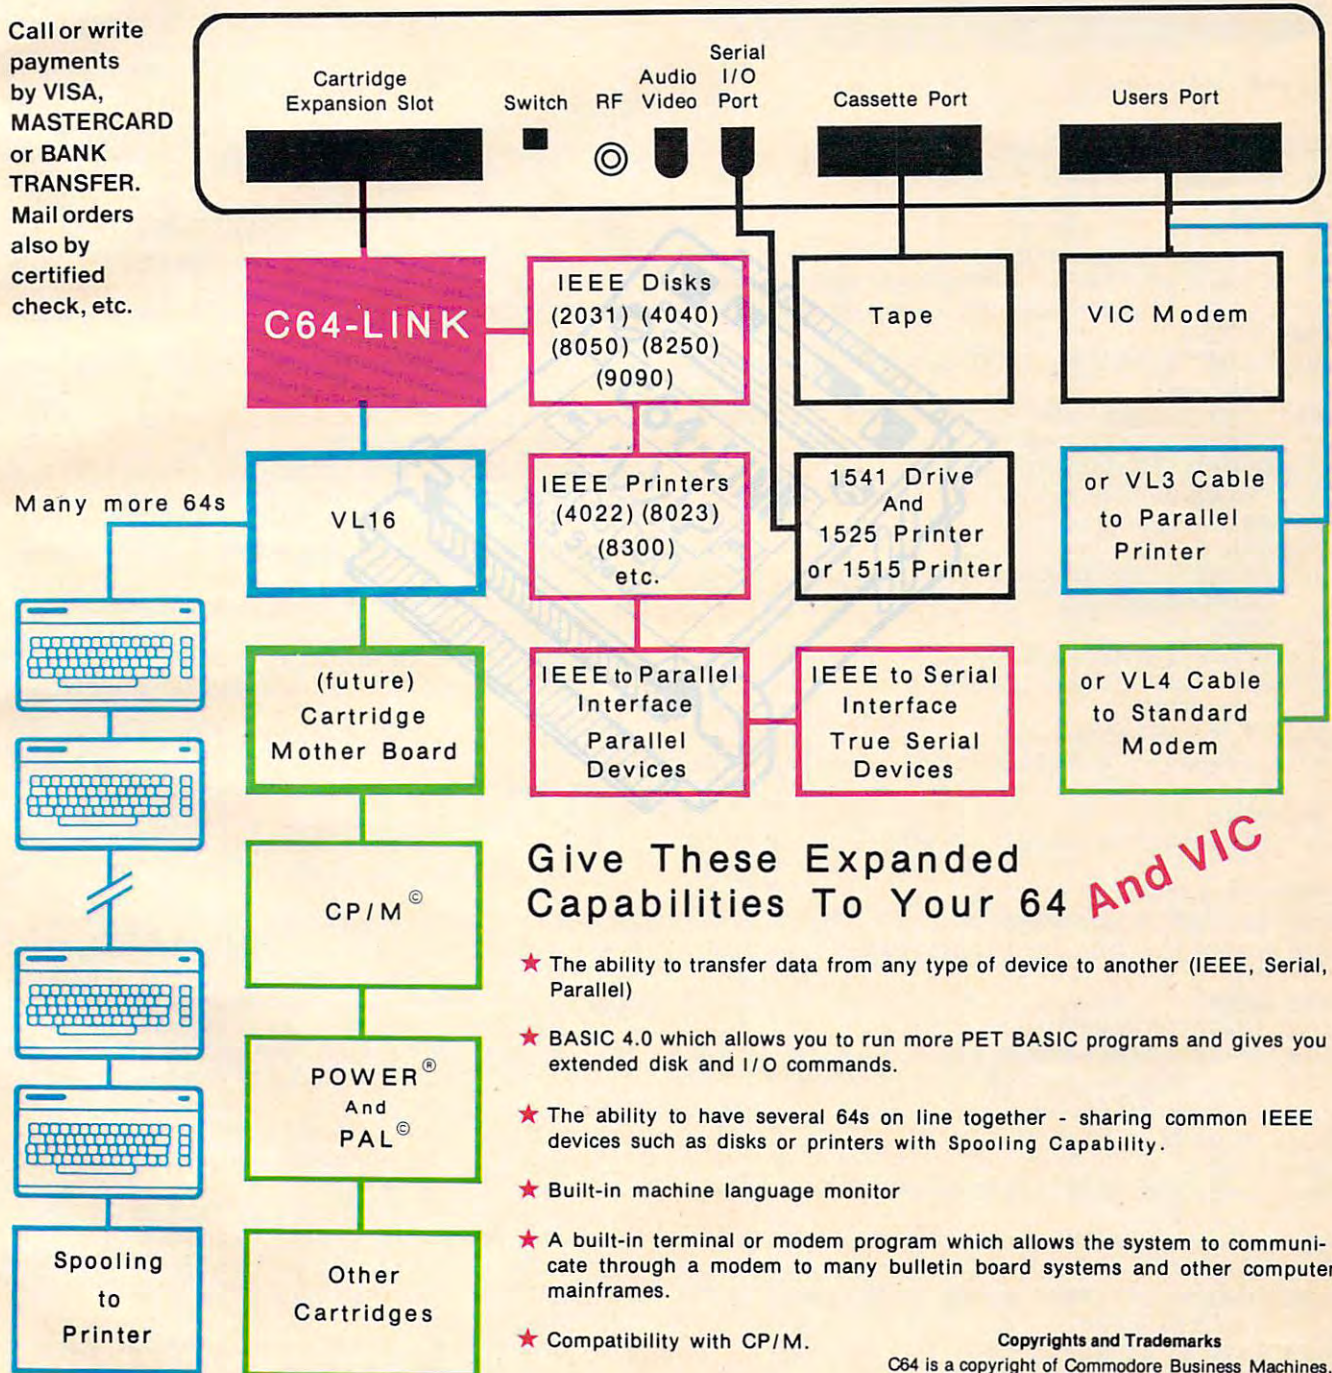 Call or write
payments
by VISA,
MASTERCARD
or BANK
TRANSFER.
Mail orders
also by
certified
check, etc.
Cartridge
Expansion Slot
Switch
RF
Audio
Video
Serial
I/O
Port
Cassette Port
Users Port
C64-LINK
IEEE Disks
(2031) (4040)
(8050) (8250)
(9090)
Tape
VIC Modem
Many more 64s
VL16
IEEE Printers
(4022) (8023)
(8300)
etc.
1541 Drive
And
1525 Printer
or 1515 Printer
or VL3 Cable
to Parallel
Printer
(future)
Cartridge
Mother Board
IEEE to Parallel
Interface
Parallel
Devices
IEEE to Serial
Interface
True Serial
Devices
or VL4 Cable
to Standard
Modem
CP/M©
POWER®
And
PAL©
Other
Cartridges
Spooling
to
Printer
Give These Expanded
Capabilities To Your 64 And VIC
★ The ability to transfer data from any type of device to another (IEEE, Serial,
Parallel)
★ BASIC 4.0 which allows you to run more PET BASIC programs and gives you
extended disk and I/O commands.
★ The ability to have several 64s on line together - sharing common IEEE
devices such as disks or printers with Spooling Capability.
★ Built-in machine language monitor
★ A built-in terminal or modem program which allows the system to communi-
cate through a modem to many bulletin board systems and other computer
mainframes.
★ Compatibility with CP/M.
Copyrights and Trademarks
C64 is a copyright of Commodore Business Machines.